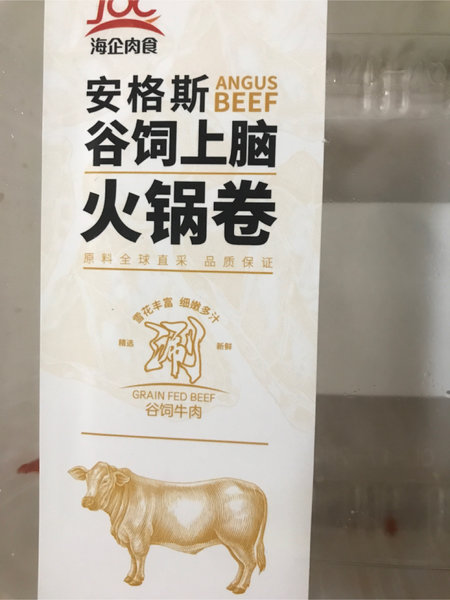 JOC
海企肉食
安格斯 ANGUS BEEF
谷饲上脑
火锅卷
原料全球直采 品质保证
雪花丰富 细嫩多汁
精选 涮 新鲜
GRAIN FED BEEF
谷饲牛肉